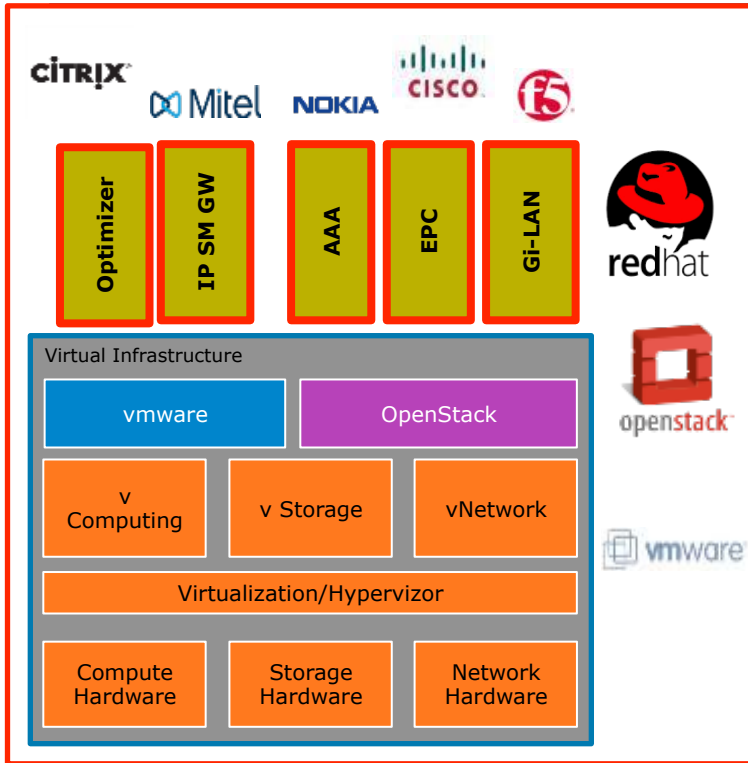 CiTRIX
Mitel
NOKIA
CISCO
f5
Optimizer
IP SM GW
AAA
EPC
Gi-LAN
redhat
Virtual Infrastructure
vmware
OpenStack
openstack
v
Computing
v Storage
vNetwork
vmware
Virtualization/Hypervizor
Compute
Hardware
Storage
Hardware
Network
Hardware